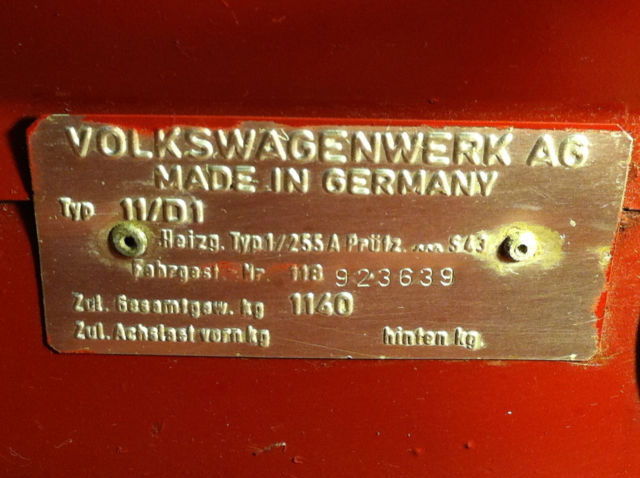 VOLKSWAGENWERK AG
MADE IN GERMANY
Typ 11/D1
Heizg. Typ 1/255 A Prüfz. ~~~ S 43
Fahrgest.-Nr. 118 923639
Zul. Gesamtgew. kg 1140
Zul. Achslast vorn kg hinten kg.